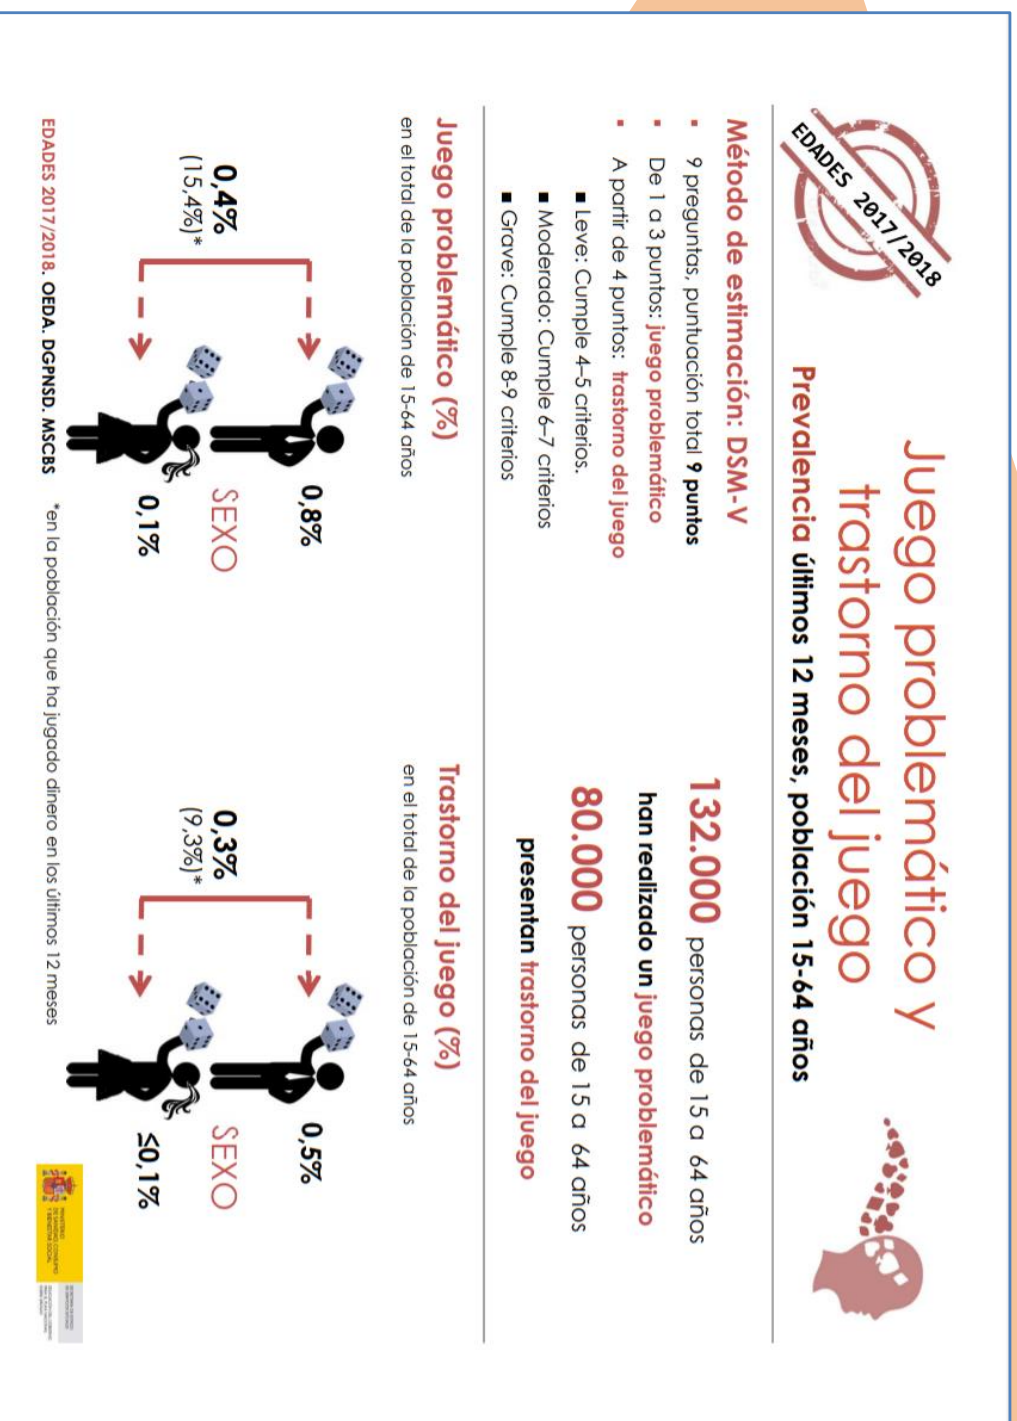 EDADES 2017/2018
Juego problemático y
trastorno del juego
Prevalencia últimos 12 meses, población 15-64 años
Método de estimación: DSM-V
▪ 9 preguntas, puntuación total 9 puntos
▪ De 1 a 3 puntos: juego problemático
▪ A partir de 4 puntos: trastorno del juego
▪ Leve: Cumple 4–5 criterios.
▪ Moderado: Cumple 6–7 criterios
▪ Grave: Cumple 8-9 criterios
132.000 personas de 15 a 64 años
han realizado un juego problemático
80.000 personas de 15 a 64 años
presentan trastorno del juego
Juego problemático (%)
en el total de la población de 15-64 años
0,4%
(15,4%)*
0,8%
SEXO
0,1%
Trastorno del juego (%)
en el total de la población de 15-64 años
0,3%
(9,3%)*
0,5%
SEXO
≤0,1%
EDADES 2017/2018. OEDA. DGPNSD. MSCBS *en la población que ha jugado dinero en los últimos 12 meses
MINISTERIO
DE SANIDAD, CONSUMO
Y BIENESTAR SOCIAL